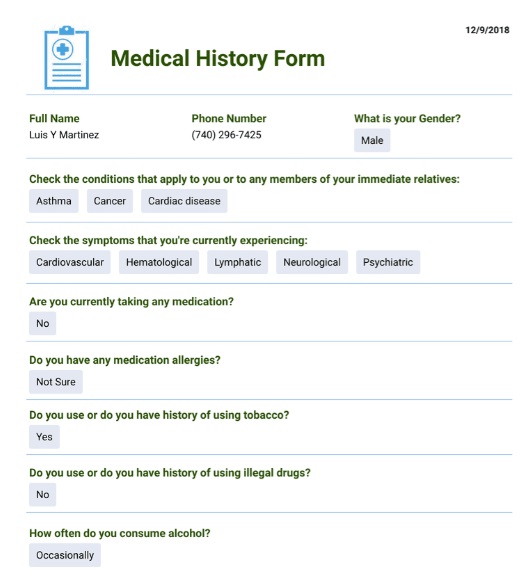 12/9/2018
Medical History Form
Full Name Phone Number What is your Gender?
Luis Y Martinez (740) 296-7425 Male
Check the conditions that apply to you or to any members of your immediate relatives:
Asthma Cancer Cardiac disease
Check the symptoms that you're currently experiencing:
Cardiovascular Hematological Lymphatic Neurological Psychiatric
Are you currently taking any medication?
No
Do you have any medication allergies?
Not Sure
Do you use or do you have history of using tobacco?
Yes
Do you use or do you have history of using illegal drugs?
No
How often do you consume alcohol?
Occasionally